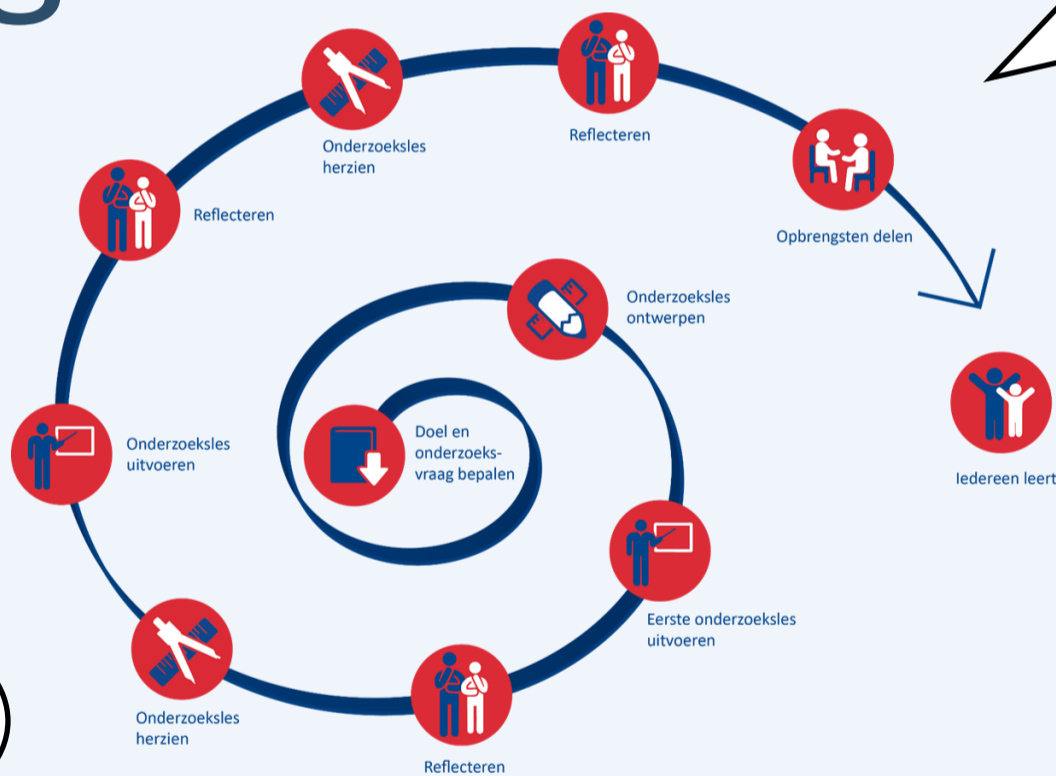 Doel en
onderzoeks-
vraag bepalen
Onderzoeksles
ontwerpen
Eerste onderzoeksles
uitvoeren
Reflecteren
Onderzoeksles
herzien
Onderzoeksles
uitvoeren
Reflecteren
Onderzoeksles
herzien
Reflecteren
Opbrengsten delen
Iedereen leert